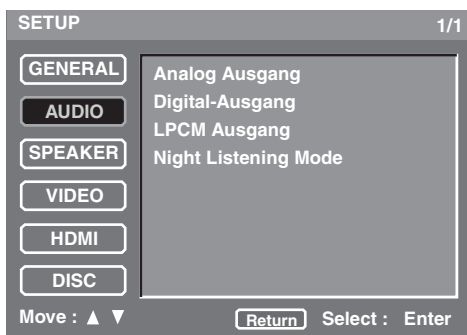 SETUP 1/1
GENERAL
AUDIO
SPEAKER
VIDEO
HDMI
DISC
Analog Ausgang
Digital-Ausgang
LPCM Ausgang
Night Listening Mode
Move : ▲ ▼ Return Select : Enter